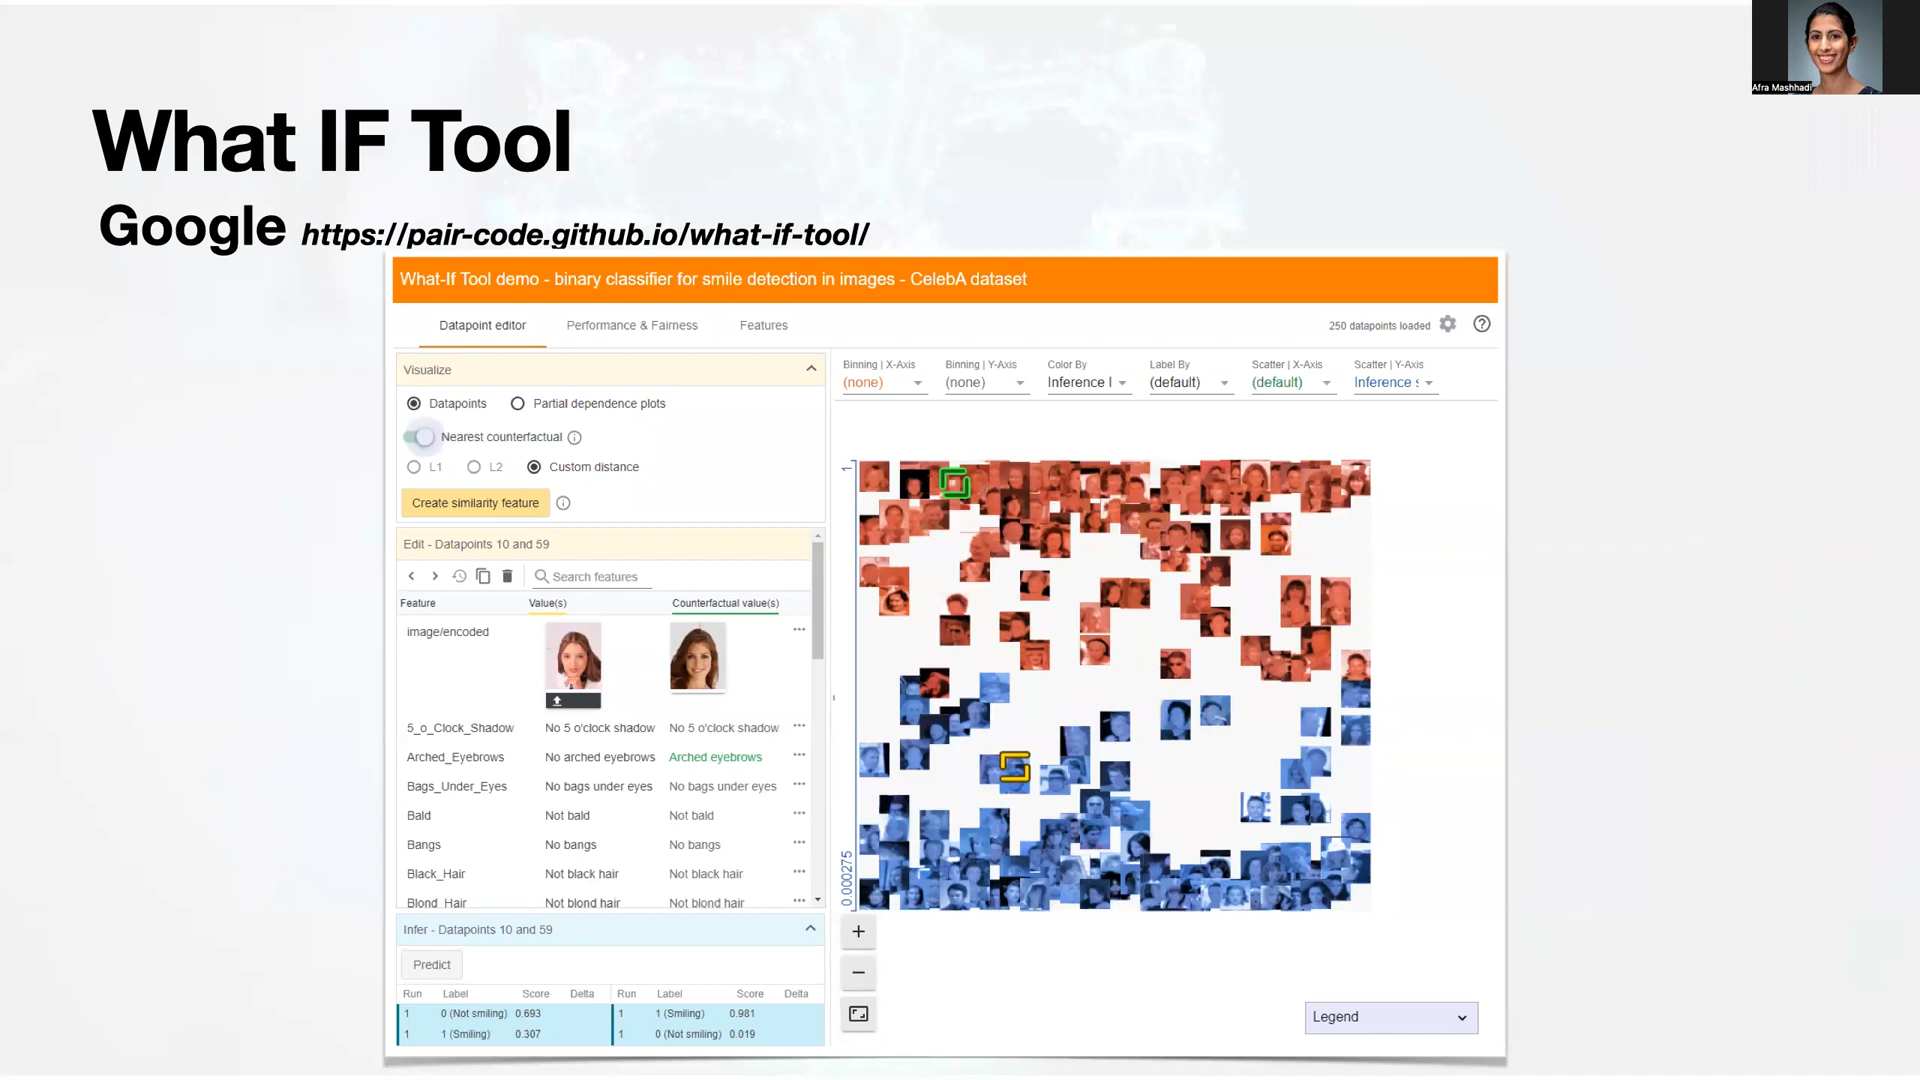 Afra Mashhadi
What IF Tool
Google https://pair-code.github.io/what-if-tool/
What-If Tool demo - binary classifier for smile detection in images - CelebA dataset
Datapoint editor Performance & Fairness Features 250 datapoints loaded
Visualize
Datapoints Partial dependence plots
Nearest counterfactual
L1 L2 Custom distance
Create similarity feature
Edit - Datapoints 10 and 59
Search features
Feature Value(s) Counterfactual value(s)
image/encoded
5_o_Clock_Shadow No 5 o'clock shadow No 5 o'clock shadow
Arched_Eyebrows No arched eyebrows Arched eyebrows
Bags_Under_Eyes No bags under eyes No bags under eyes
Bald Not bald Not bald
Bangs No bangs No bangs
Black_Hair Not black hair Not black hair
Blond_Hair Not blond hair Not blond hair
Infer - Datapoints 10 and 59
Predict
Run Label Score Delta Run Label Score Delta
1 0 (Not smiling) 0.693 1 1 (Smiling) 0.981
1 1 (Smiling) 0.307 1 0 (Not smiling) 0.019
Binning | X-Axis Binning | Y-Axis Color By Label By Scatter | X-Axis Scatter | Y-Axis
(none) (none) Inference l (default) (default) Inference s
1
0.000275
Legend